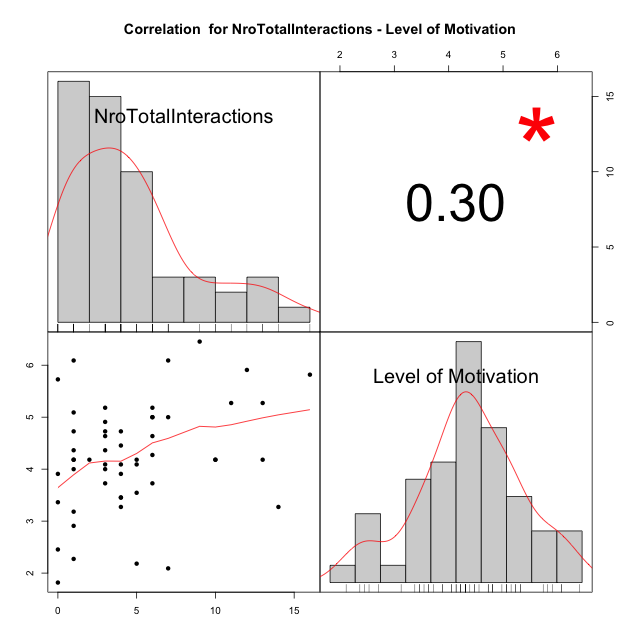 Correlation  for NroTotalInteractions - Level of Motivation
2 3 4 5 6
NroTotalInteractions
*
0.30
15
10
5
0
Level of Motivation
6
5
4
3
2
0 5 10 15